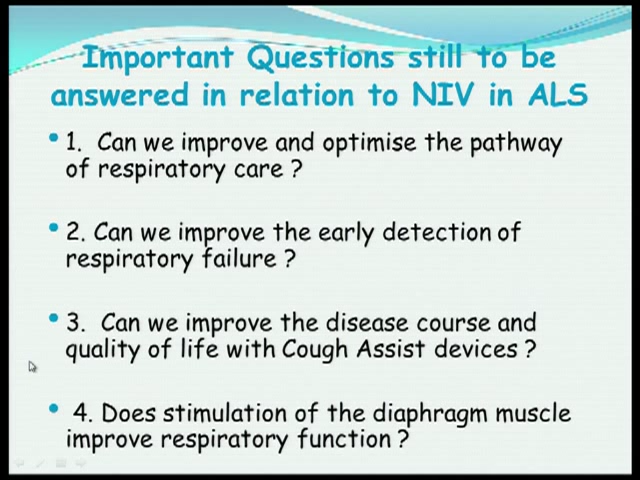 Important Questions still to be
answered in relation to NIV in ALS
• 1. Can we improve and optimise the pathway
of respiratory care ?
• 2. Can we improve the early detection of
respiratory failure ?
• 3. Can we improve the disease course and
quality of life with Cough Assist devices ?
• 4. Does stimulation of the diaphragm muscle
improve respiratory function ?